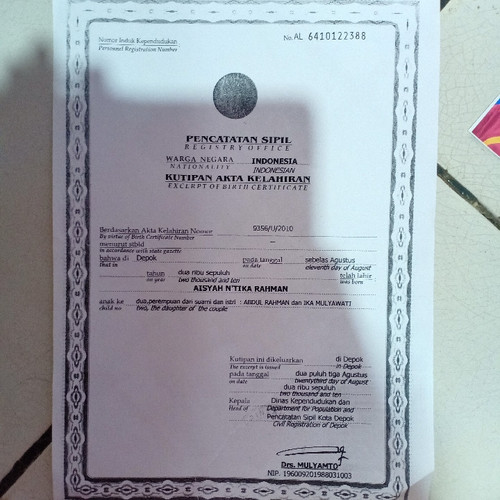 Nomor Induk Kependudukan
Personnel Registration Number
No. AL 6410122388
PENCATATAN SIPIL
REGISTRY OFFICE
WARGA NEGARA INDONESIA
NATIONALITY INDONESIAN
KUTIPAN AKTA KELAHIRAN
EXCERPT OF BIRTH CERTIFICATE
Berdasarkan Akta Kelahiran Nomor 9356/U/2010
By virtue of Birth Certificate Number
menurut stbld –
in accordance with state gazette
bahwa di Depok pada tanggal sebelas Agustus
that in on date eleventh day of August
tahun dua ribu sepuluh telah lahir
on year two thousand and ten was born
AISYAH N'TIKA RAHMAN
anak ke dua,perempuan dari suami dan istri : ABDUL RAHMAN dan IKA MULYAWATI
child no two, the daughter of the couple
Kutipan ini dikeluarkan di Depok
The excerpt is issued in Depok
pada tanggal dua puluh tiga Agustus
on date twentythird day of August
dua ribu sepuluh
two thousand and ten
Kepala Dinas Kependudukan dan
Head of Department for Population and
Pencatatan Sipil Kota Depok
Civil Registration of Depok
Drs. MULYAMTO
NIP. 196009201988031003